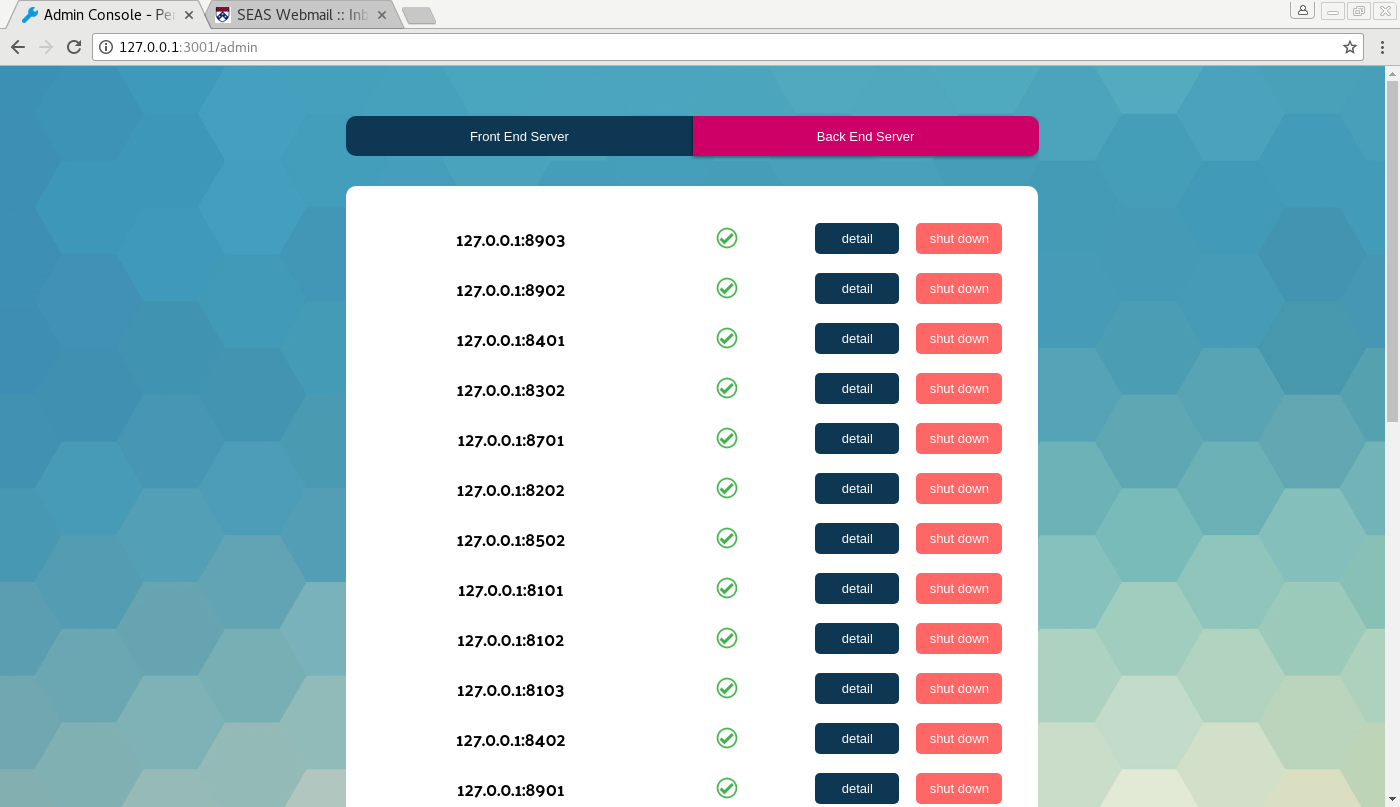 Admin Console - Pe
SEAS Webmail :: Inb
127.0.0.1:3001/admin
Front End Server
Back End Server
127.0.0.1:8903 detail shut down
127.0.0.1:8902 detail shut down
127.0.0.1:8401 detail shut down
127.0.0.1:8302 detail shut down
127.0.0.1:8701 detail shut down
127.0.0.1:8202 detail shut down
127.0.0.1:8502 detail shut down
127.0.0.1:8101 detail shut down
127.0.0.1:8102 detail shut down
127.0.0.1:8103 detail shut down
127.0.0.1:8402 detail shut down
127.0.0.1:8901 detail shut down